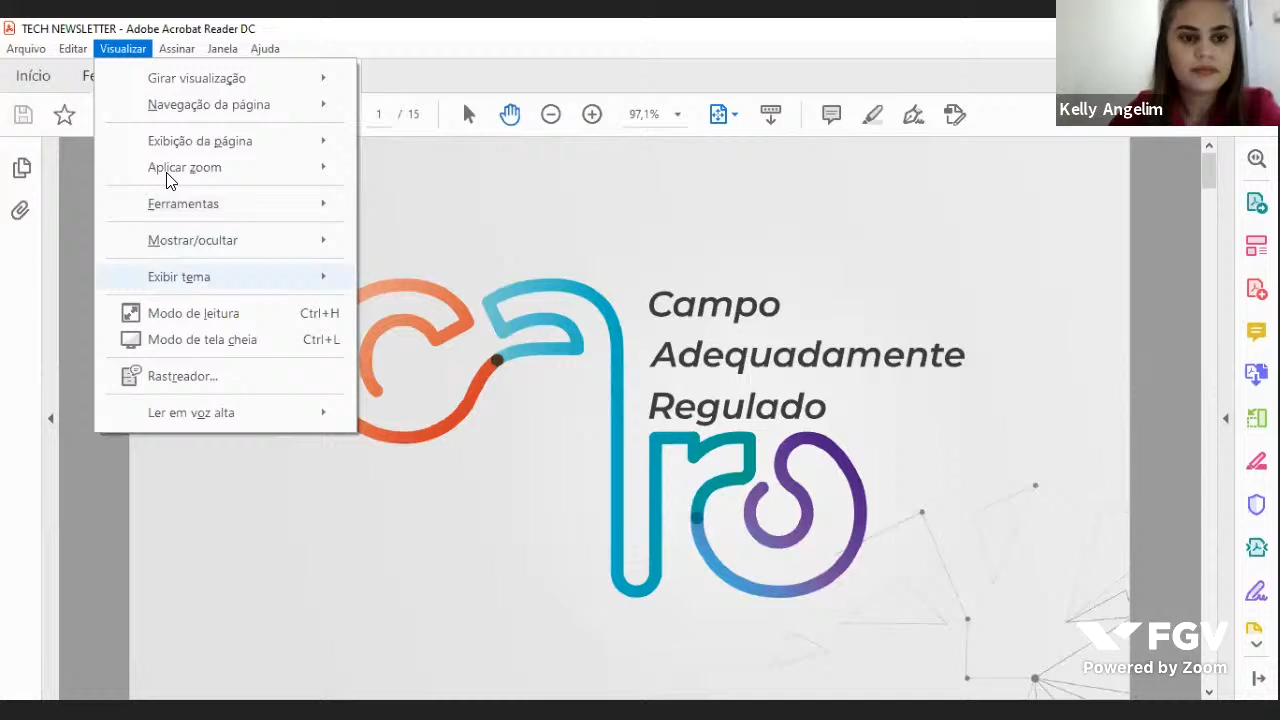 TECH NEWSLETTER - Adobe Acrobat Reader DC
Arquivo Editar Visualizar Assinar Janela Ajuda
Início Fe
1 / 15 97,1%
Girar visualização
Navegação da página
Exibição da página
Aplicar zoom
Ferramentas
Mostrar/ocultar
Exibir tema
Modo de leitura Ctrl+H
Modo de tela cheia Ctrl+L
Rastreador...
Ler em voz alta
Kelly Angelim
Campo
Adequadamente
Regulado
FGV
Powered by Zoom